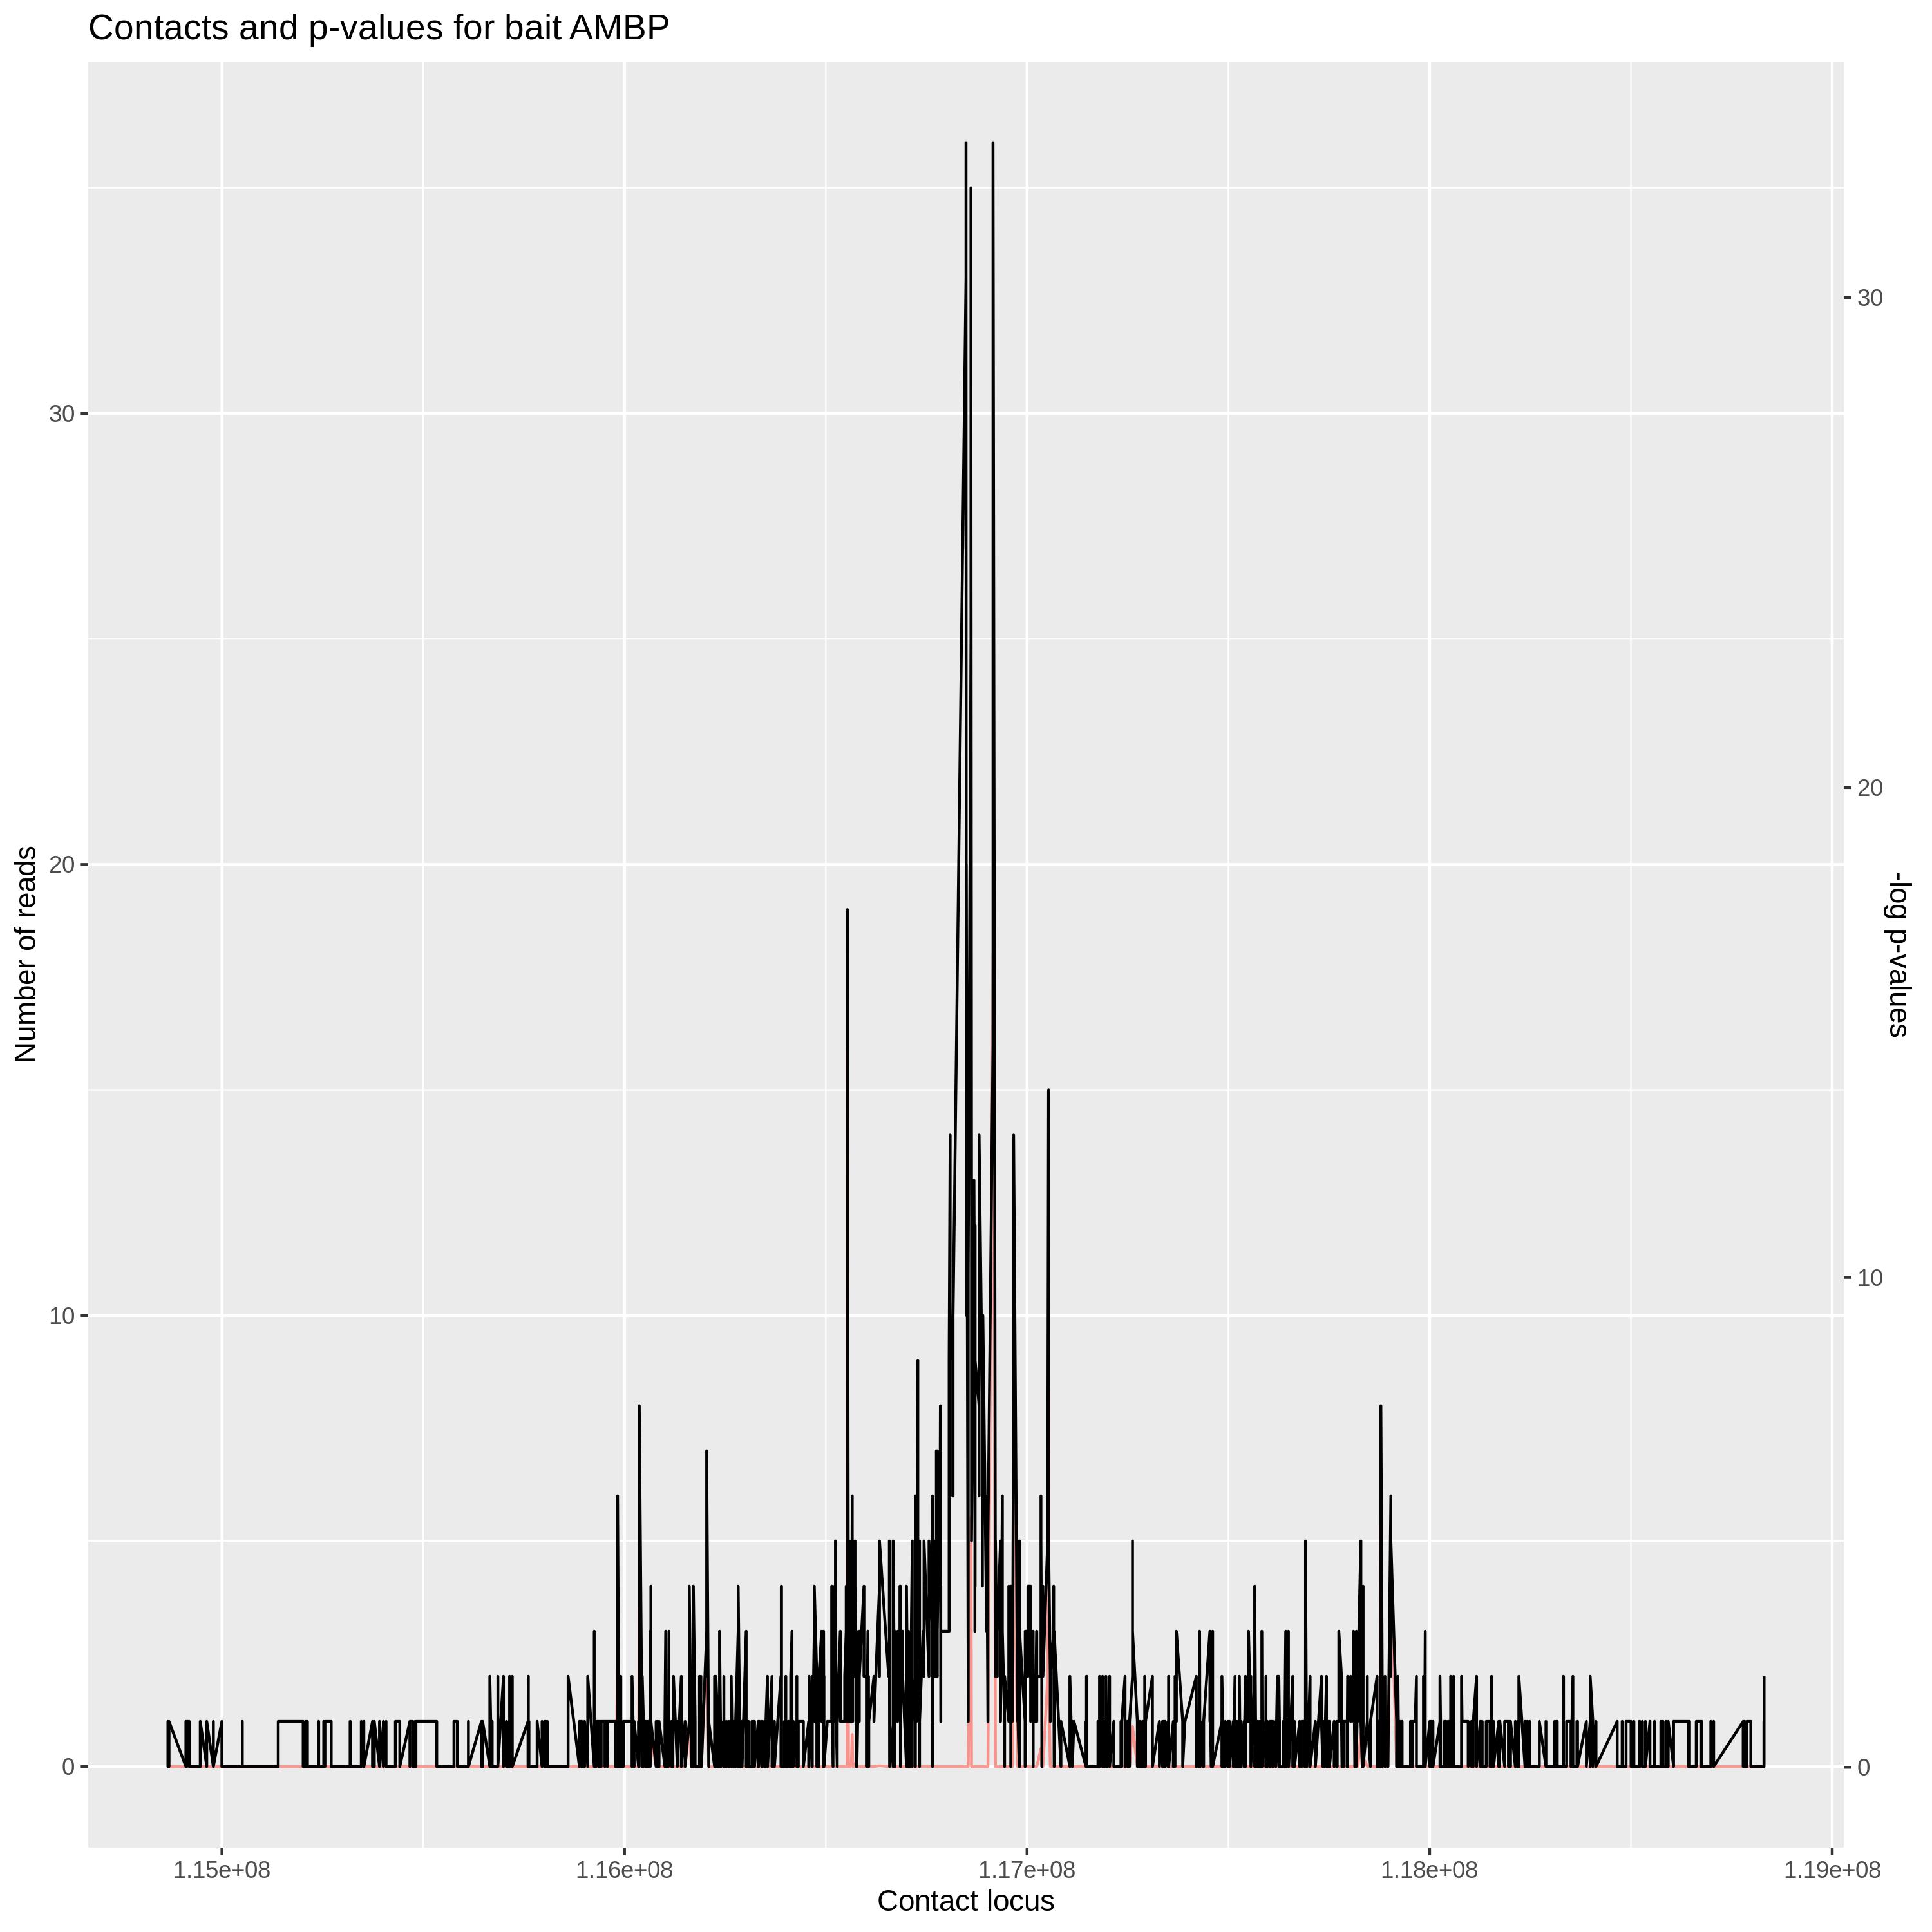 Contacts and p-values for bait AMBP
Number of reads
30
20
10
0
30
20
10
0
-log p-values
1.15e+08
1.16e+08
1.17e+08
1.18e+08
1.19e+08
Contact locus